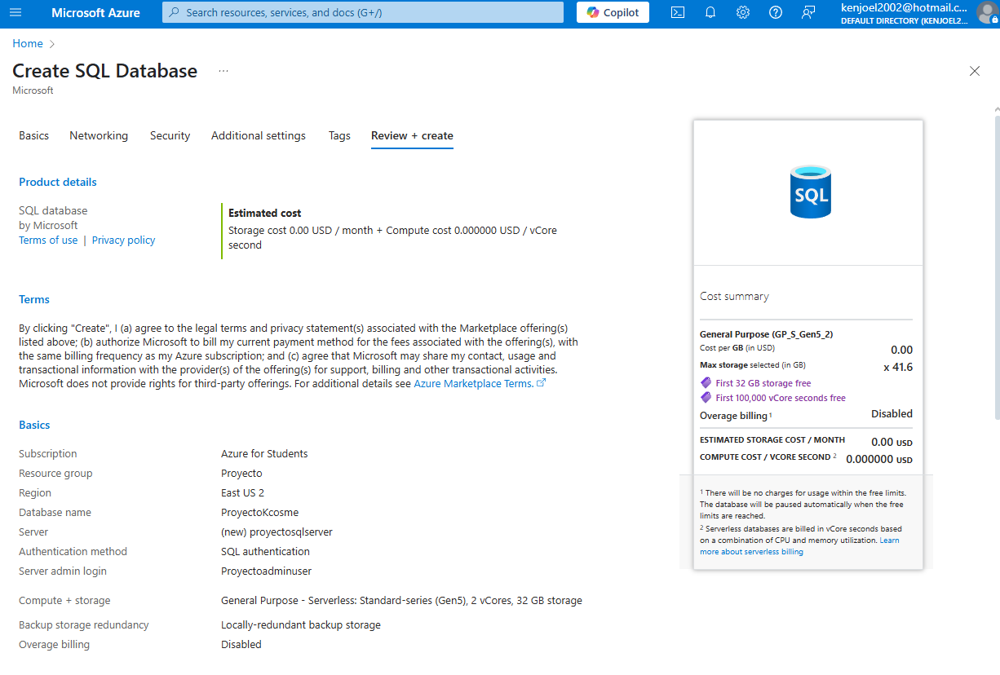 Microsoft Azure
Search resources, services, and docs (G+/)
Copilot
kenjoel2002@hotmail.c...
DEFAULT DIRECTORY (KENJOEL2...
Home
Create SQL Database ...
Microsoft
Basics Networking Security Additional settings Tags Review + create
Product details
SQL database
by Microsoft
Terms of use | Privacy policy
Estimated cost
Storage cost 0.00 USD / month + Compute cost 0.000000 USD / vCore
second
Terms
By clicking "Create", I (a) agree to the legal terms and privacy statement(s) associated with the Marketplace offering(s)
listed above; (b) authorize Microsoft to bill my current payment method for the fees associated with the offering(s), with
the same billing frequency as my Azure subscription; and (c) agree that Microsoft may share my contact, usage and
transactional information with the provider(s) of the offering(s) for support, billing and other transactional activities.
Microsoft does not provide rights for third-party offerings. For additional details see Azure Marketplace Terms.
Basics
Subscription Azure for Students
Resource group Proyecto
Region East US 2
Database name ProyectoKcosme
Server (new) proyectosqlserver
Authentication method SQL authentication
Server admin login Proyectoadminuser
Compute + storage General Purpose - Serverless: Standard-series (Gen5), 2 vCores, 32 GB storage
Backup storage redundancy Locally-redundant backup storage
Overage billing Disabled
SQL
Cost summary
General Purpose (GP_S_Gen5_2)
Cost per GB (in USD) 0.00
Max storage selected (in GB) x 41.6
First 32 GB storage free
First 100,000 vCore seconds free
Overage billing 1 Disabled
ESTIMATED STORAGE COST / MONTH 0.00 USD
COMPUTE COST / VCORE SECOND 2 0.000000 USD
1 There will be no charges for usage within the free limits.
The database will be paused automatically when the free
limits are reached.
2 Serverless databases are billed in vCore seconds based
on a combination of CPU and memory utilization. Learn
more about serverless billing